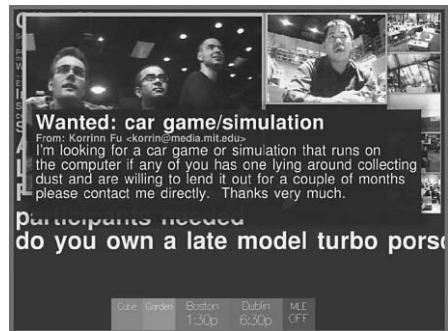 Wanted: car game/simulation
From: Korrinn Fu <korrin@media.mit.edu>
I'm looking for a car game or simulation that runs on
the computer if any of you has one lying around collecting
dust and are willing to lend it out for a couple of months
please contact me directly. Thanks very much.
participants needed
do you own a late model turbo pors
Cube Garden Boston Dublin MLE
1:30p 6:30p OFF